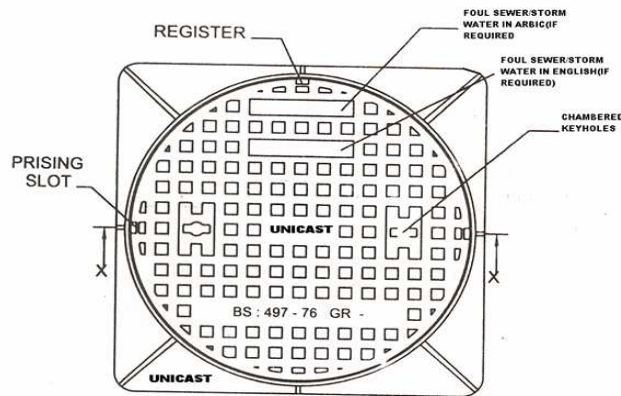 FOUL SEWER/STORM
WATER IN ARBIC(IF
REQUIRED
REGISTER
FOUL SEWER/STORM
WATER IN ENGLISH(IF
REQUIRED)
CHAMBERED
KEYHOLES
PRISING
SLOT
UNICAST
X
X
BS : 497 - 76 GR -
UNICAST